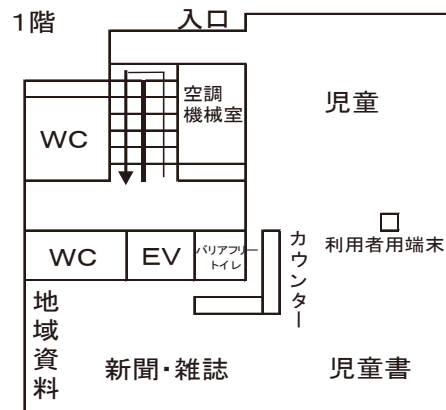 1階
入口
空調
機械室
児童
WC
利用者用端末
WC
EV
バリアフリー
トイレ
カウンター
地域資料
新聞・雑誌
児童書